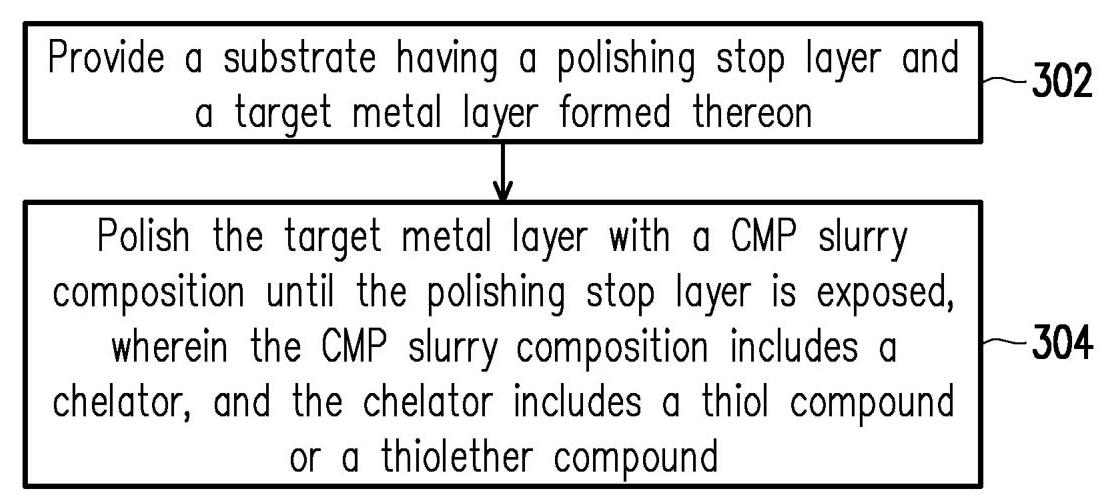 Provide a substrate having a polishing stop layer and
a target metal layer formed thereon
302
Polish the target metal layer with a CMP slurry
composition until the polishing stop layer is exposed,
wherein the CMP slurry composition includes a
chelator, and the chelator includes a thiol compound
or a thiolether compound
304